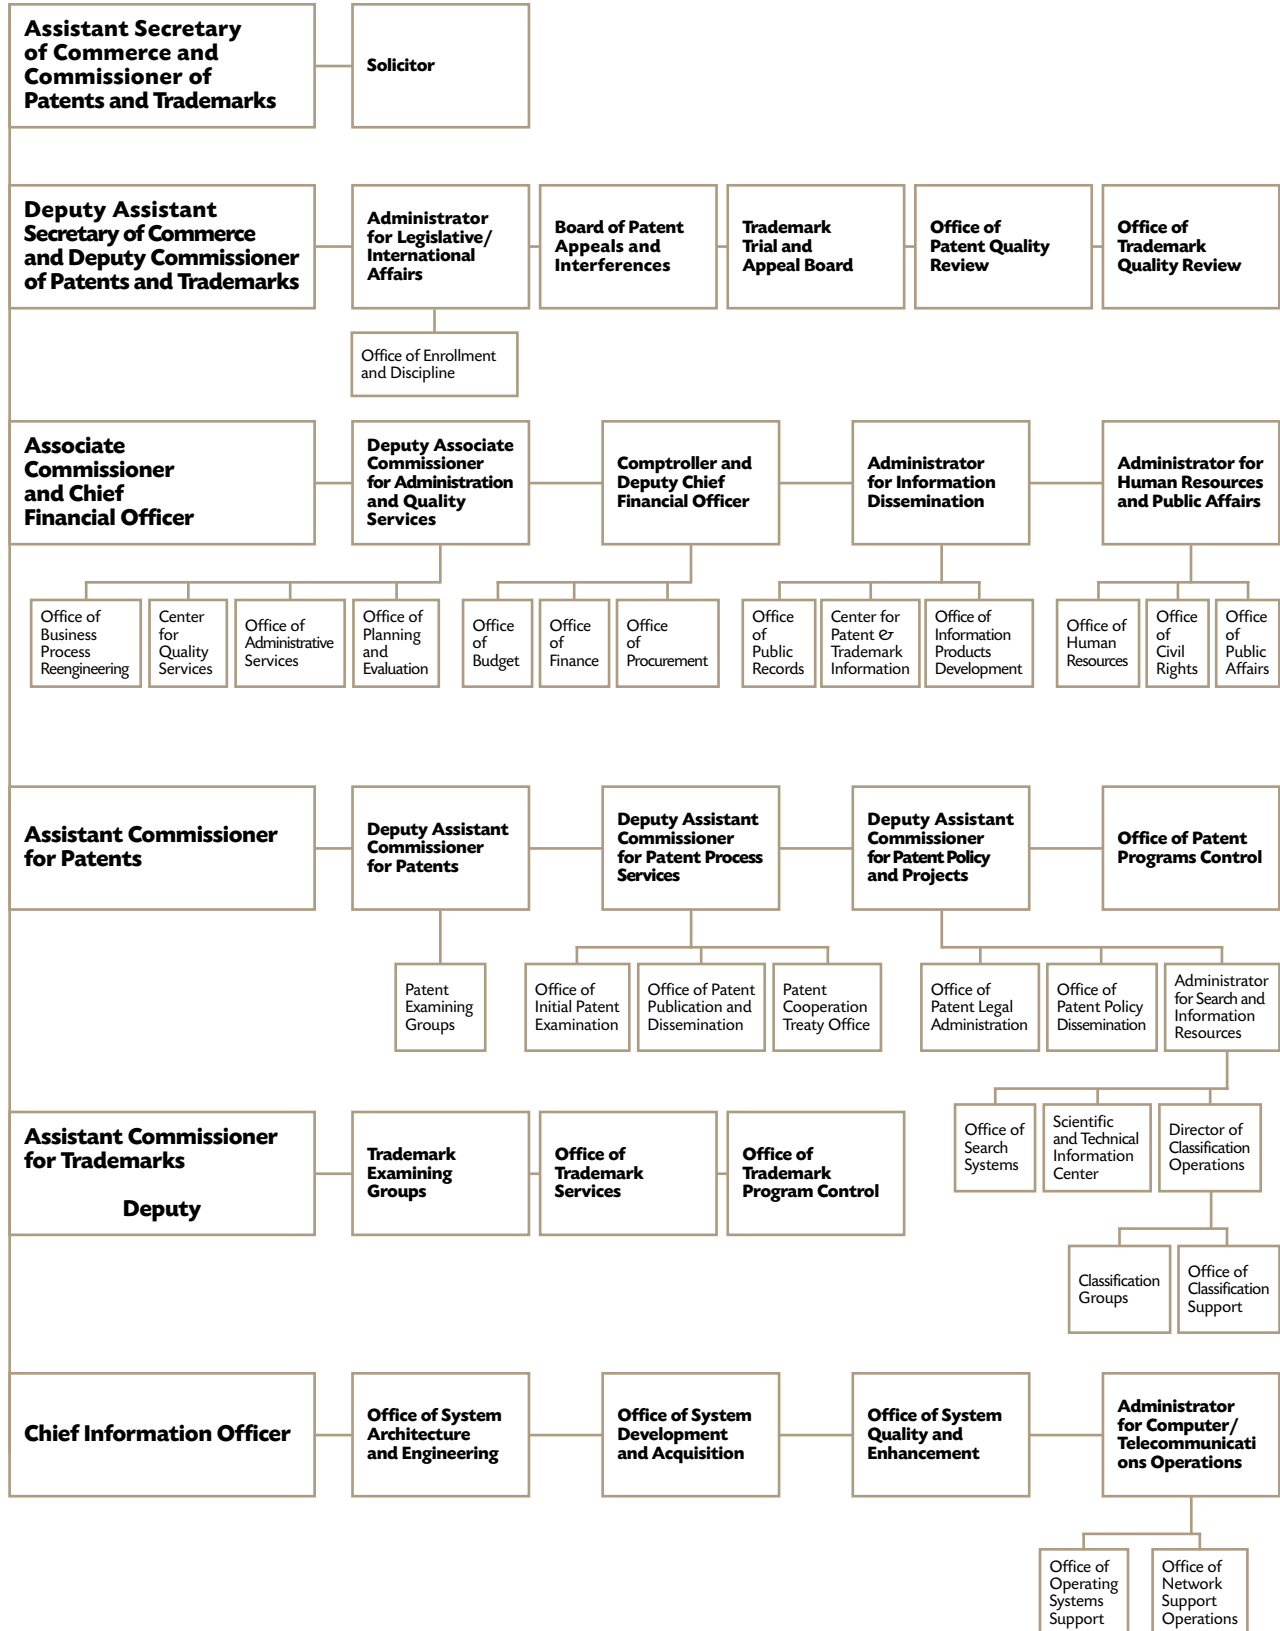 Assistant Secretary
of Commerce and
Commissioner of
Patents and Trademarks
Solicitor
Deputy Assistant
Secretary of Commerce
and Deputy Commissioner
of Patents and Trademarks
Administrator
for Legislative/
International
Affairs
Board of Patent
Appeals and
Interferences
Trademark
Trial and
Appeal Board
Office of
Patent Quality
Review
Office of
Trademark
Quality Review
Office of Enrollment
and Discipline
Associate
Commissioner
and Chief
Financial Officer
Deputy Associate
Commissioner
for Administration
and Quality
Services
Comptroller and
Deputy Chief
Financial Officer
Administrator
for Information
Dissemination
Administrator for
Human Resources
and Public Affairs
Office of
Business
Process
Reengineering
Center
for
Quality
Services
Office of
Administrative
Services
Office of
Planning
and
Evaluation
Office
of
Budget
Office
of
Finance
Office
of
Procurement
Office
of
Public
Records
Center for
Patent &
Trademark
Information
Office of
Information
Products
Development
Office of
Human
Resources
Office
of
Civil
Rights
Office
of
Public
Affairs
Assistant Commissioner
for Patents
Deputy Assistant
Commissioner
for Patents
Deputy Assistant
Commissioner
for Patent Process
Services
Deputy Assistant
Commissioner
for Patent Policy
and Projects
Office of Patent
Programs Control
Patent
Examining
Groups
Office of
Initial Patent
Examination
Office of Patent
Publication and
Dissemination
Patent
Cooperation
Treaty Office
Office of
Patent Legal
Administration
Office of
Patent Policy
Dissemination
Administrator
for Search and
Information
Resources
Office of
Search
Systems
Scientific
and Technical
Information
Center
Director of
Classification
Operations
Assistant Commissioner
for Trademarks
Deputy
Trademark
Examining
Groups
Office of
Trademark
Services
Office of
Trademark
Program Control
Classification
Groups
Office of
Classification
Support
Chief Information Officer
Office of System
Architecture
and Engineering
Office of System
Development
and Acquisition
Office of System
Quality and
Enhancement
Administrator
for Computer/
Telecommunicati
ons Operations
Office of
Operating
Systems
Support
Office of
Network
Support
Operations